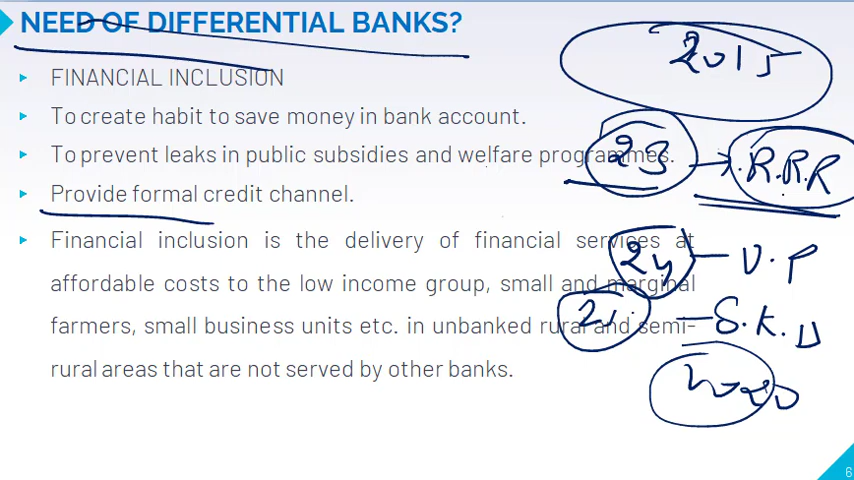 NEED OF DIFFERENTIAL BANKS?
2015
FINANCIAL INCLUSION
To create habit to save money in bank account.
To prevent leaks in public subsidies and welfare programmes.
23 → R.R.R
Provide formal credit channel.
Financial inclusion is the delivery of financial services at
24 - U.P
affordable costs to the low income group, small and marginal
farmers, small business units etc. in unbanked rural and semi-
S.K.D
rural areas that are not served by other banks.
6